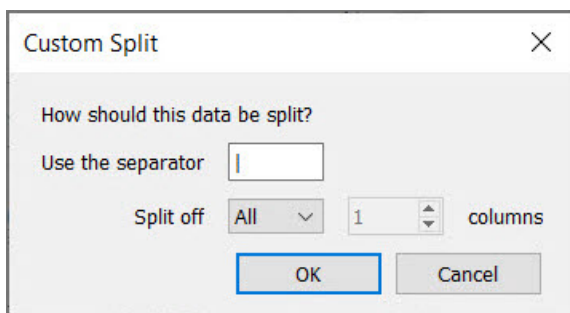 Custom Split
How should this data be split?
Use the separator |
Split off All 1 columns
OK Cancel